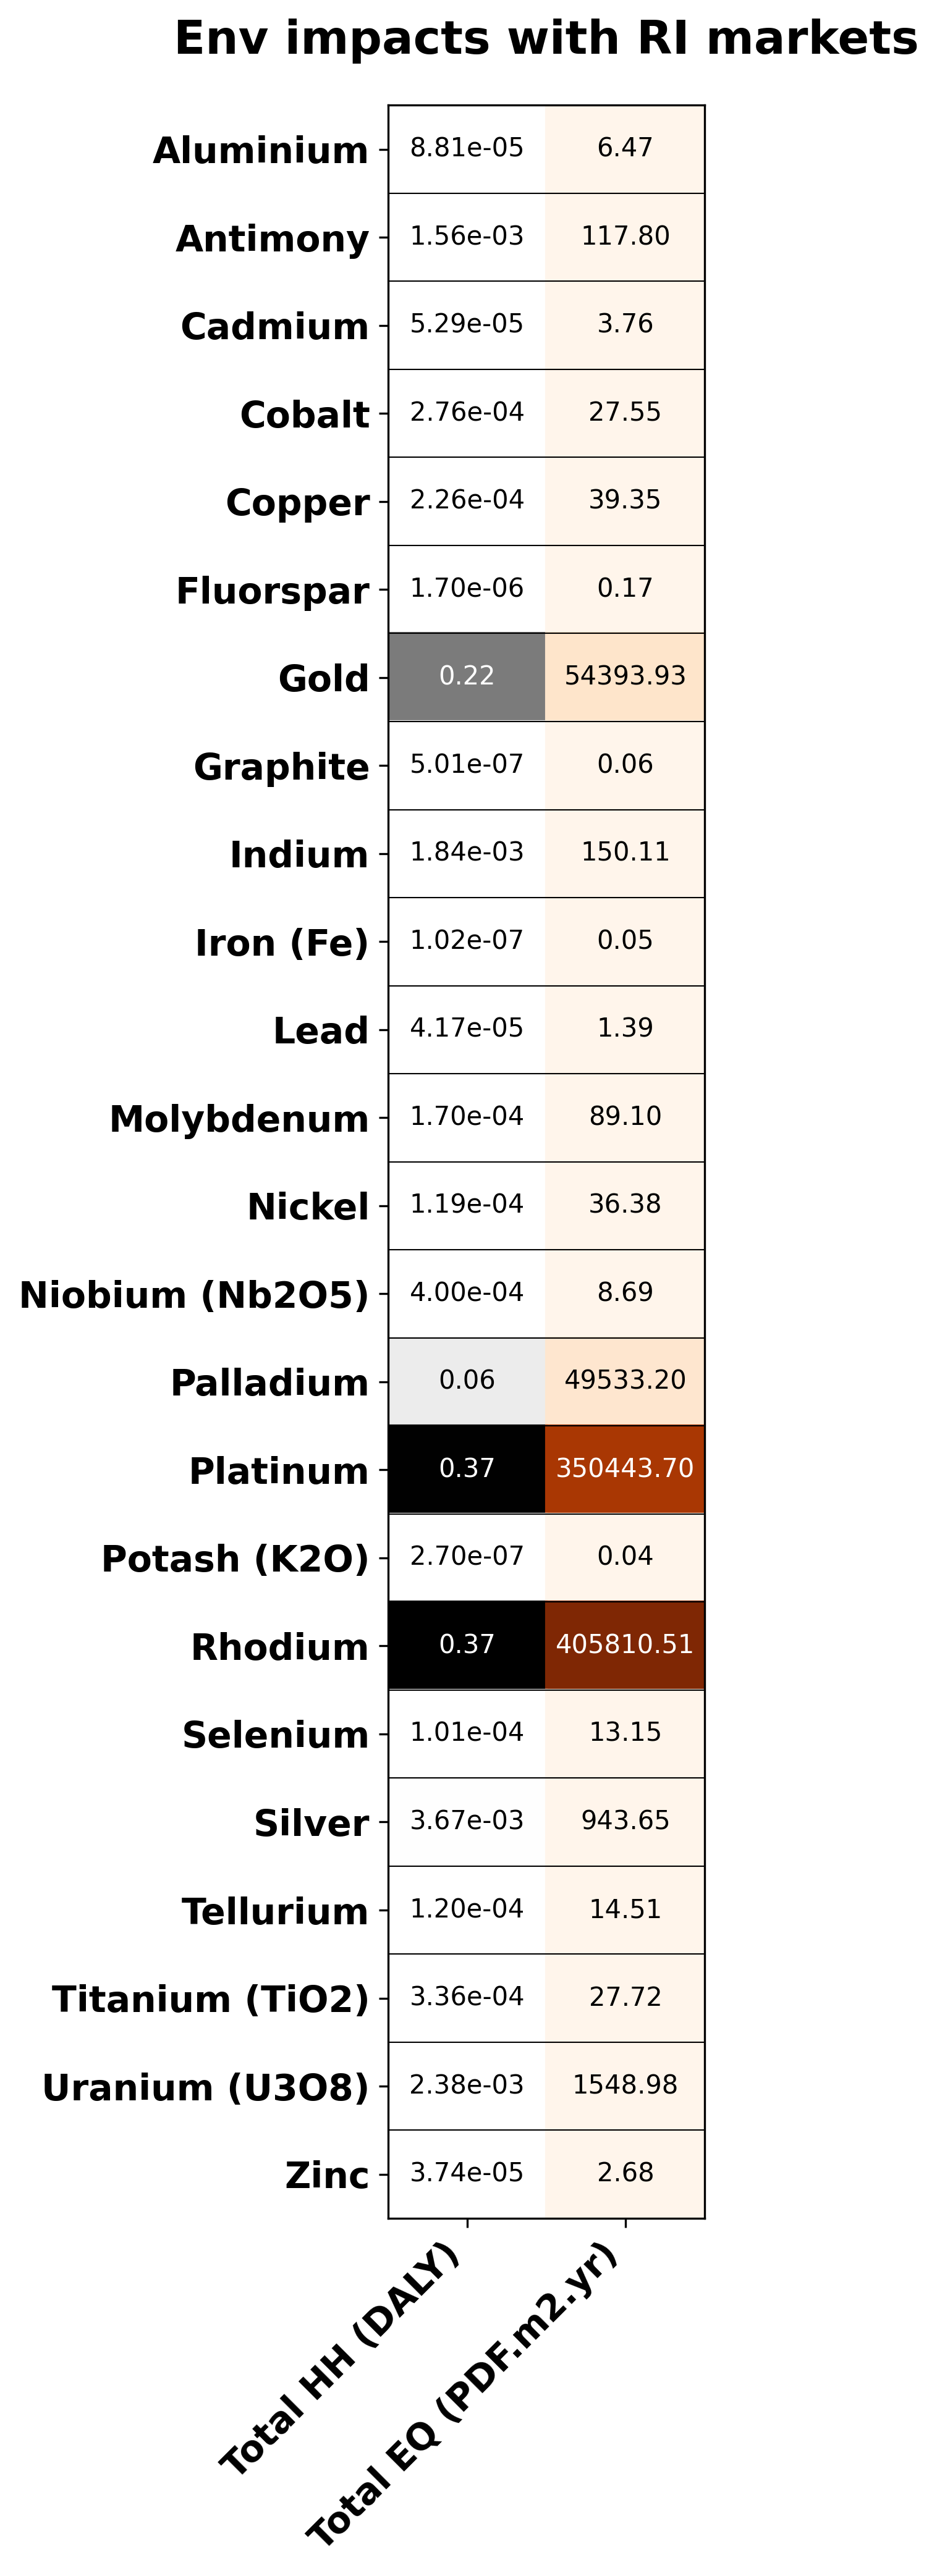 Env impacts with RI markets
Aluminium 8.81e-05 6.47
Antimony 1.56e-03 117.80
Cadmium 5.29e-05 3.76
Cobalt 2.76e-04 27.55
Copper 2.26e-04 39.35
Fluorspar 1.70e-06 0.17
Gold 0.22 54393.93
Graphite 5.01e-07 0.06
Indium 1.84e-03 150.11
Iron (Fe) 1.02e-07 0.05
Lead 4.17e-05 1.39
Molybdenum 1.70e-04 89.10
Nickel 1.19e-04 36.38
Niobium (Nb2O5) 4.00e-04 8.69
Palladium 0.06 49533.20
Platinum 0.37 350443.70
Potash (K2O) 2.70e-07 0.04
Rhodium 0.37 405810.51
Selenium 1.01e-04 13.15
Silver 3.67e-03 943.65
Tellurium 1.20e-04 14.51
Titanium (TiO2) 3.36e-04 27.72
Uranium (U3O8) 2.38e-03 1548.98
Zinc 3.74e-05 2.68
Total HH (DALY)
Total EQ (PDF.m2.yr)